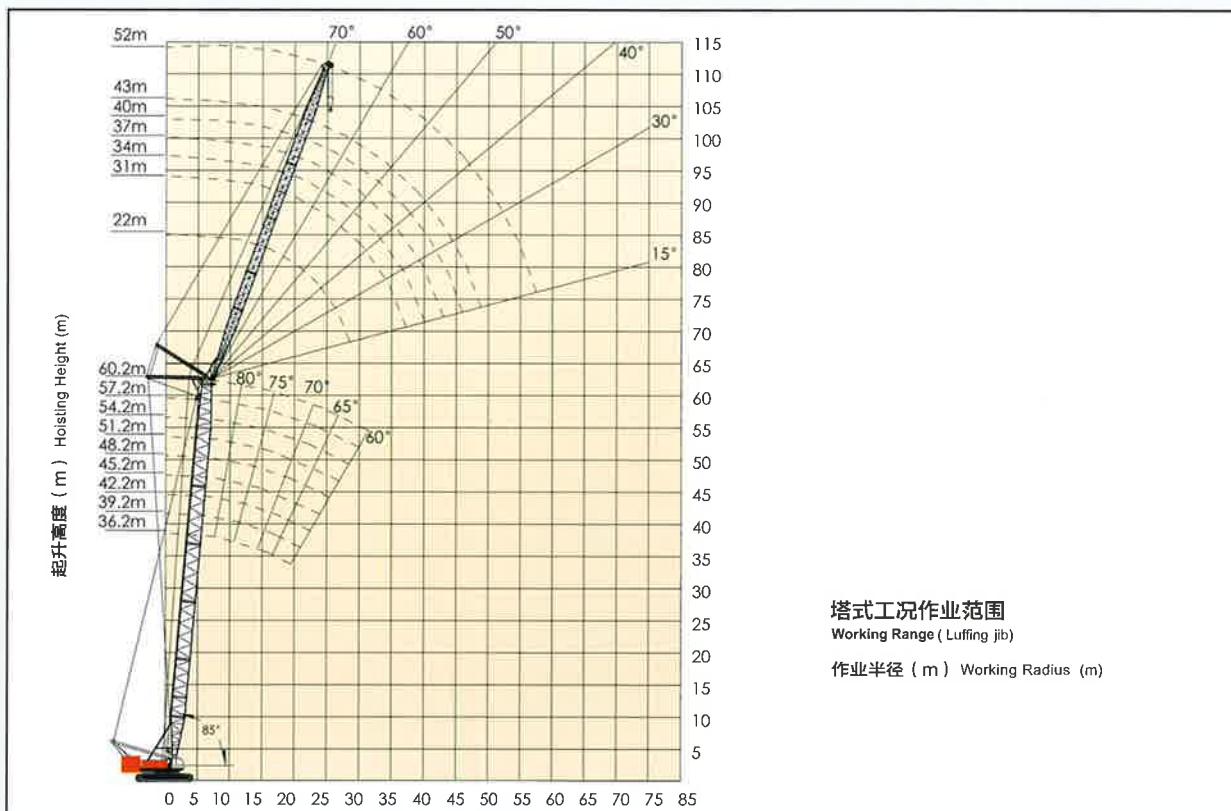 52m
43m
40m
37m
34m
31m
22m
60.2m
57.2m
54.2m
51.2m
48.2m
45.2m
42.2m
39.2m
36.2m
起升高度（m）Hoisting Height (m)
70° 60° 50°
40°
30°
15°
80° 75° 70°
65°
60°
85°
115
110
105
100
95
90
85
80
75
70
65
60
55
50
45
40
35
30
25
20
15
10
5
0 5 10 15 20 25 30 35 40 45 50 55 60 65 70 75 80 85
塔式工况作业范围
Working Range ( Luffing jib)
作业半径（m）Working Radius (m)